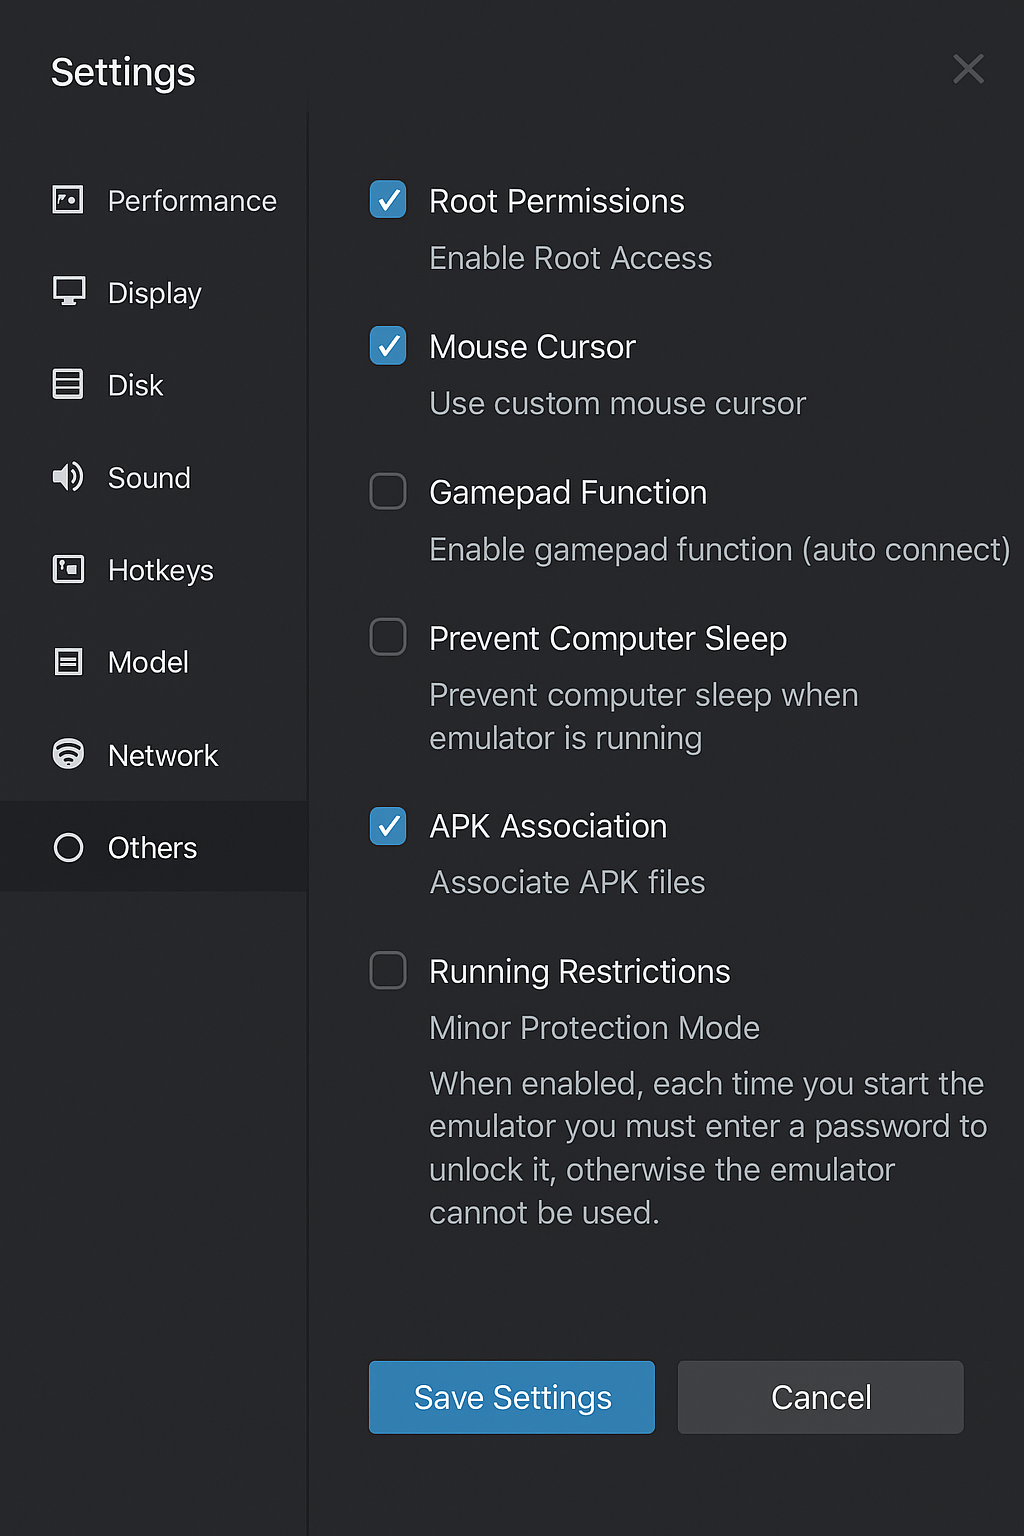 Settings
Performance
Display
Disk
Sound
Hotkeys
Model
Network
Others
Root Permissions
Enable Root Access
Mouse Cursor
Use custom mouse cursor
Gamepad Function
Enable gamepad function (auto connect)
Prevent Computer Sleep
Prevent computer sleep when
emulator is running
APK Association
Associate APK files
Running Restrictions
Minor Protection Mode
When enabled, each time you start the
emulator you must enter a password to
unlock it, otherwise the emulator
cannot be used.
Save Settings
Cancel